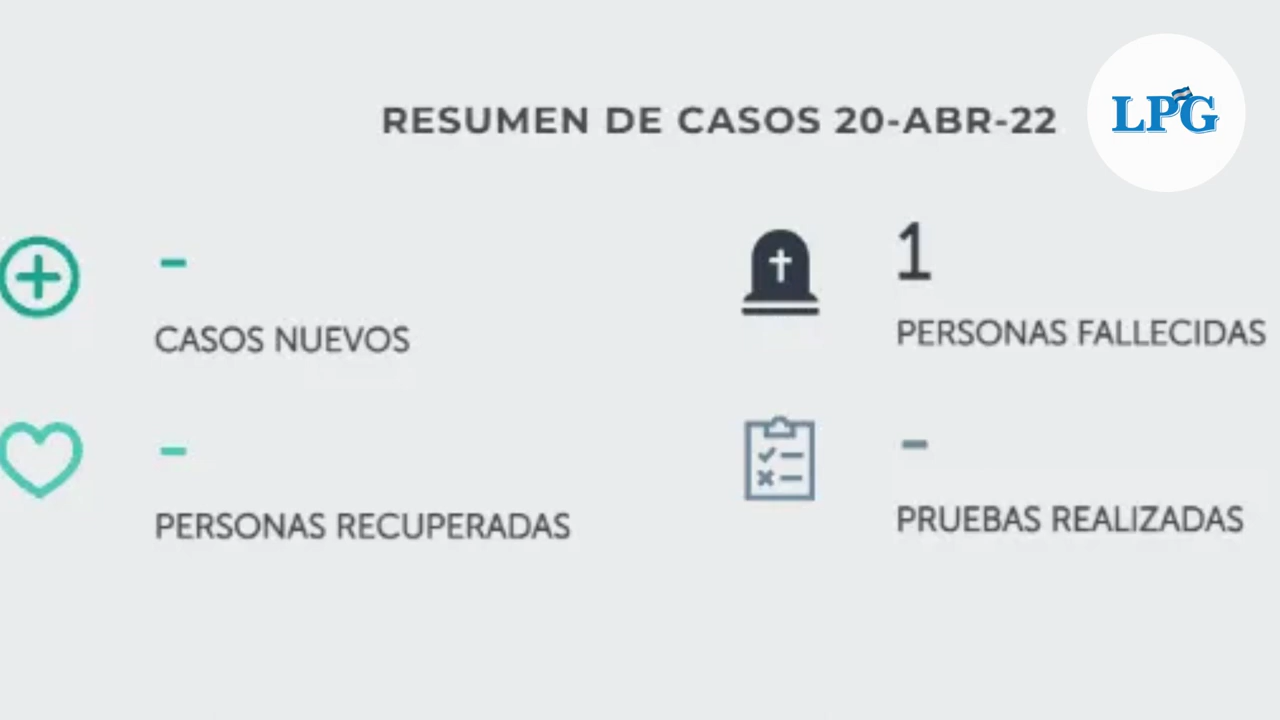 RESUMEN DE CASOS 20-ABR-22
LPG
-
CASOS NUEVOS
1
PERSONAS FALLECIDAS
-
PERSONAS RECUPERADAS
-
PRUEBAS REALIZADAS